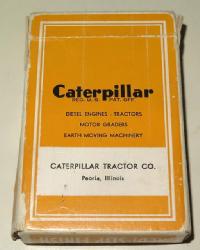 Caterpillar
REG. U. S. PAT. OFF.
DIESEL ENGINES - TRACTORS
MOTOR GRADERS
EARTH MOVING MACHINERY
CATERPILLAR TRACTOR CO.
Peoria, Illinois